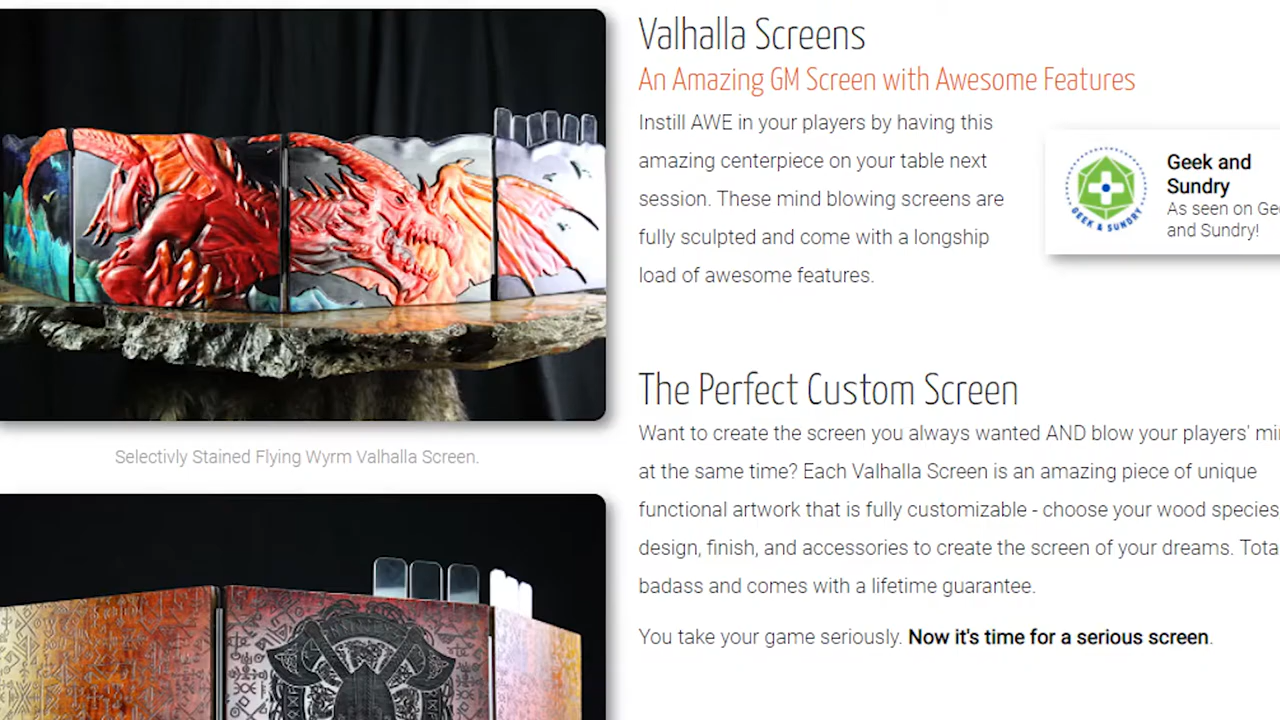 Valhalla Screens
An Amazing GM Screen with Awesome Features
Instill AWE in your players by having this
amazing centerpiece on your table next
session. These mind blowing screens are
fully sculpted and come with a longship
load of awesome features.
GEEK & SUNDRY
Geek and
Sundry
As seen on Gee
and Sundry!
Selectivly Stained Flying Wyrm Valhalla Screen.
The Perfect Custom Screen
Want to create the screen you always wanted AND blow your players'
at the same time? Each Valhalla Screen is an amazing piece of unique
functional artwork that is fully customizable - choose your wood species
design, finish, and accessories to create the screen of your dreams.
badass and comes with a lifetime guarantee.
You take your game seriously. Now it's time for a serious screen.